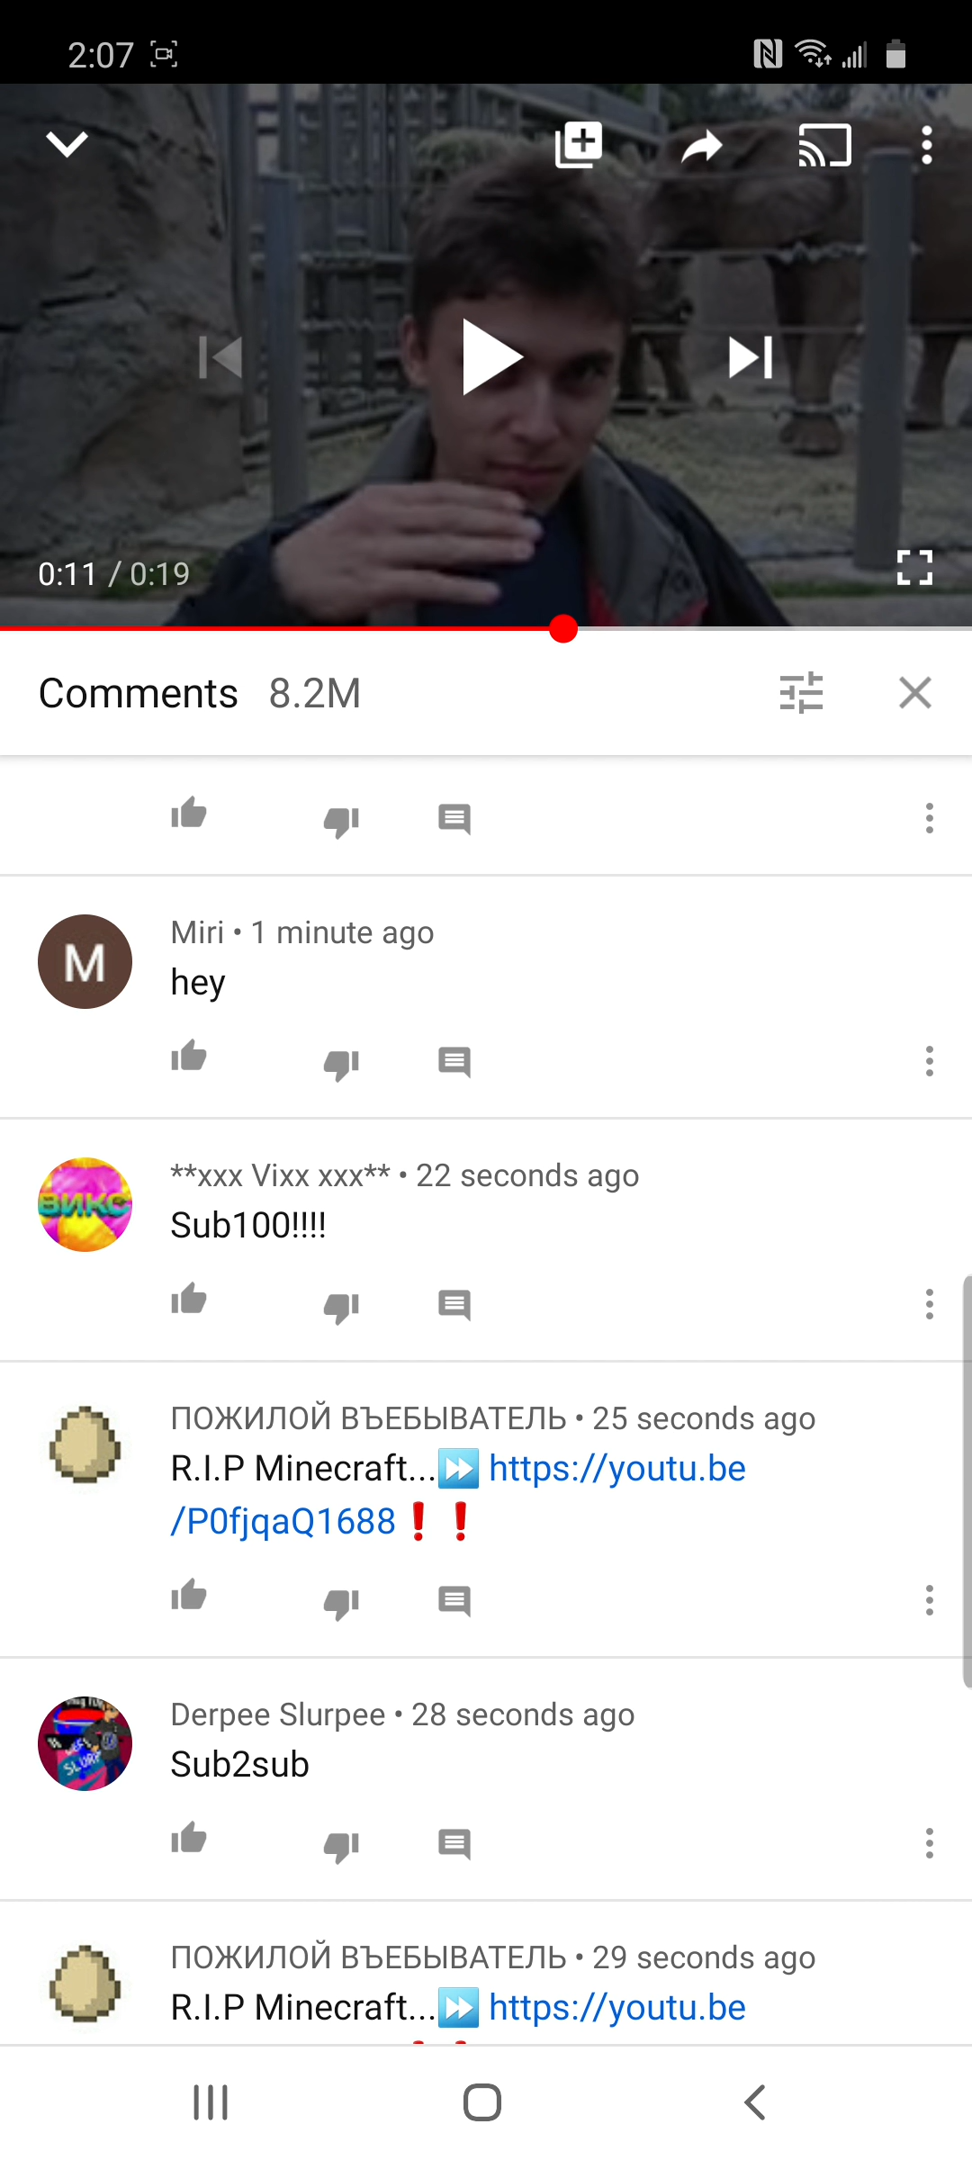 2:07
0:11 / 0:19
Comments 8.2M
M
Miri • 1 minute ago
hey
ВИКС
**xxx Vixx xxx** • 22 seconds ago
Sub100!!!!
ПОЖИЛОЙ ВЪЕБЫВАТЕЛЬ • 25 seconds ago
R.I.P Minecraft...⏩ https://youtu.be
/P0fjqaQ1688❗❗
Derpee Slurpee • 28 seconds ago
Sub2sub
ПОЖИЛОЙ ВЪЕБЫВАТЕЛЬ • 29 seconds ago
R.I.P Minecraft...⏩ https://youtu.be